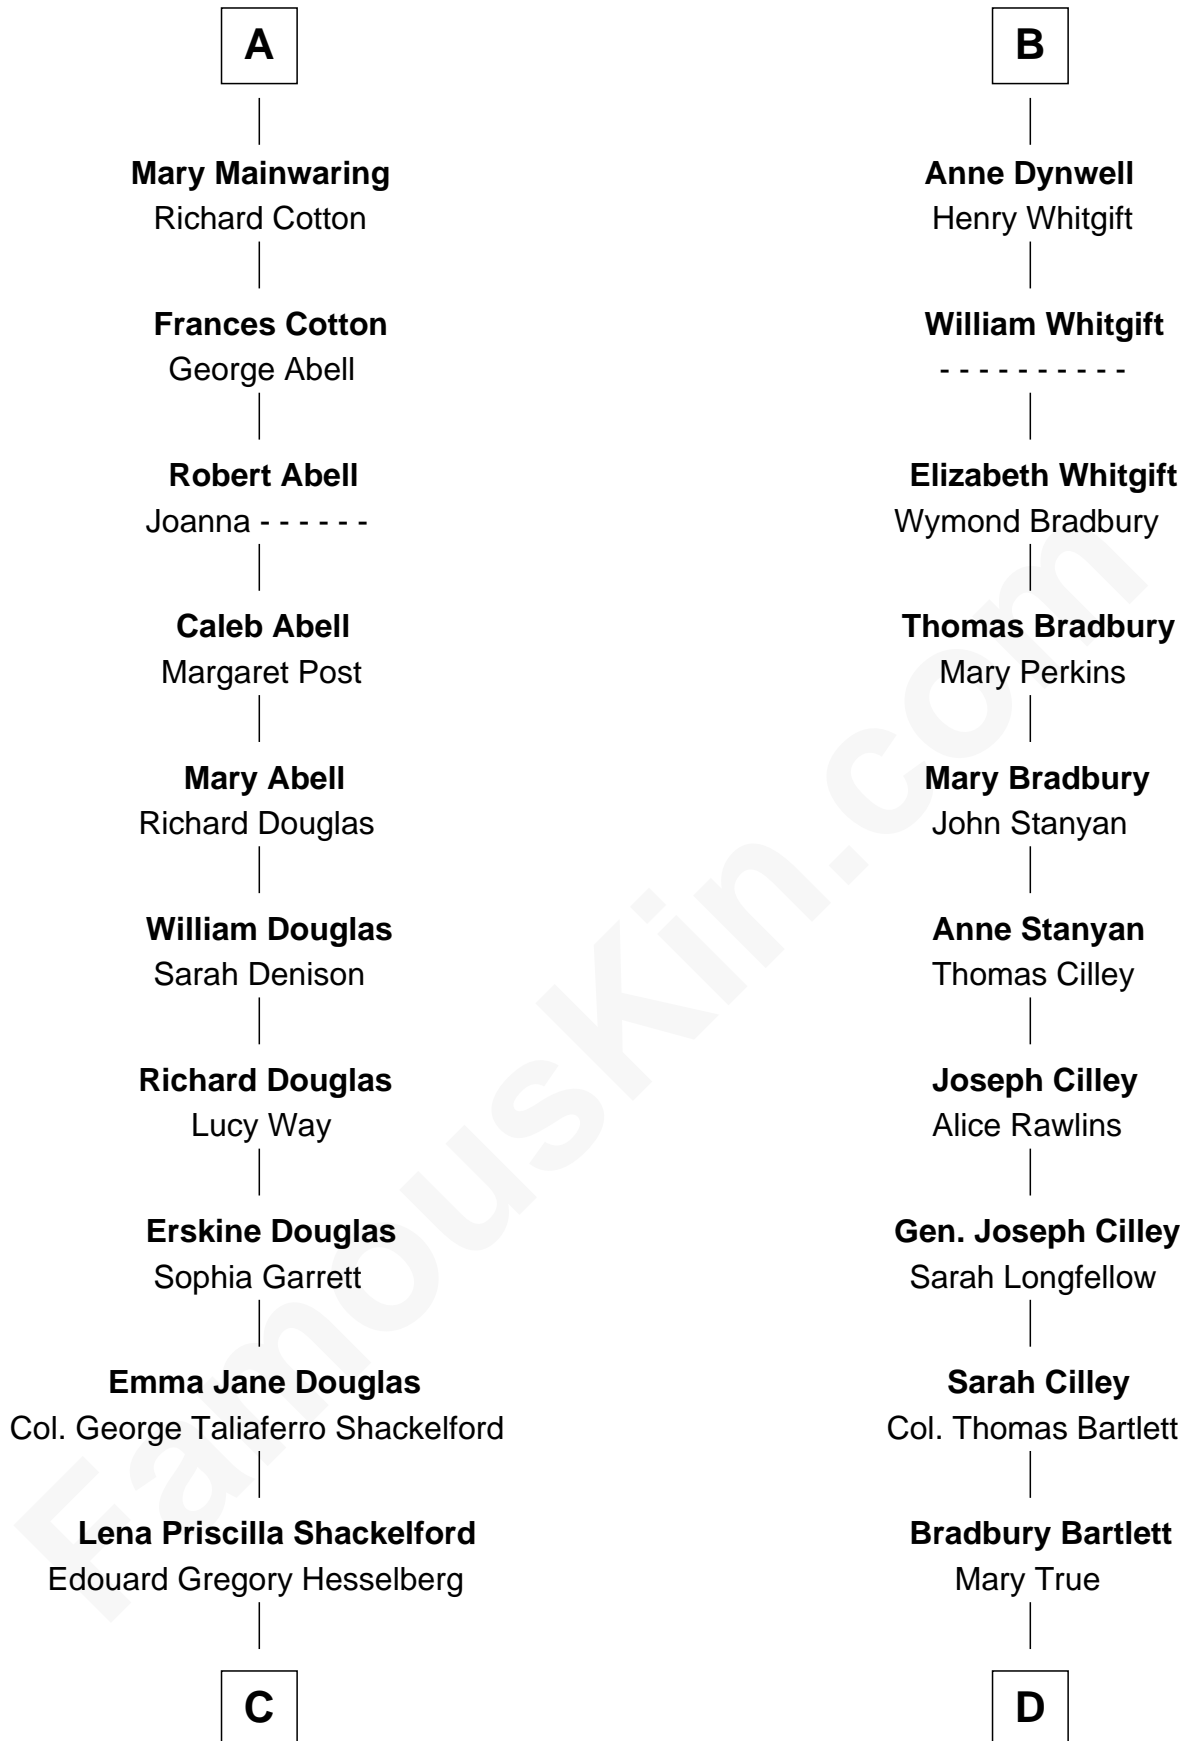 A
Mary Mainwaring
Richard Cotton
Frances Cotton
George Abell
Robert Abell
Joanna - - - - - -
Caleb Abell
Margaret Post
Mary Abell
Richard Douglas
William Douglas
Sarah Denison
Richard Douglas
Lucy Way
Erskine Douglas
Sophia Garrett
Emma Jane Douglas
Col. George Taliaferro Shackelford
Lena Priscilla Shackelford
Edouard Gregory Hesselberg
C
B
Anne Dynwell
Henry Whitgift
William Whitgift
- - - - - - - - - -
Elizabeth Whitgift
Wymond Bradbury
Thomas Bradbury
Mary Perkins
Mary Bradbury
John Stanyan
Anne Stanyan
Thomas Cilley
Joseph Cilley
Alice Rawlins
Gen. Joseph Cilley
Sarah Longfellow
Sarah Cilley
Col. Thomas Bartlett
Bradbury Bartlett
Mary True
D
FamousKin.com